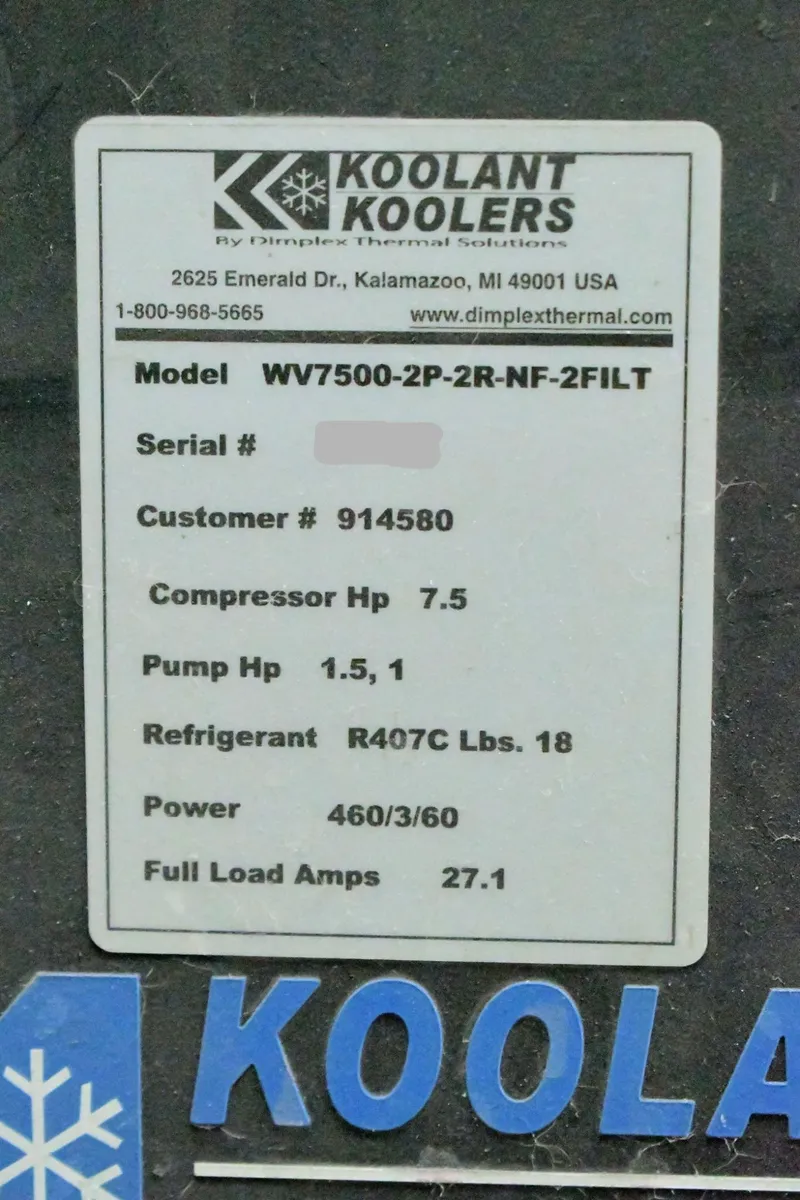 KOOLANT
KOOLERS
By Dimplex Thermal Solutions
2625 Emerald Dr., Kalamazoo, MI 49001 USA
1-800-968-5665 www.dimplexthermal.com
Model WV7500-2P-2R-NF-2FILT
Serial #
Customer # 914580
Compressor Hp 7.5
Pump Hp 1.5, 1
Refrigerant R407C Lbs. 18
Power 460/3/60
Full Load Amps 27.1
KOOLA